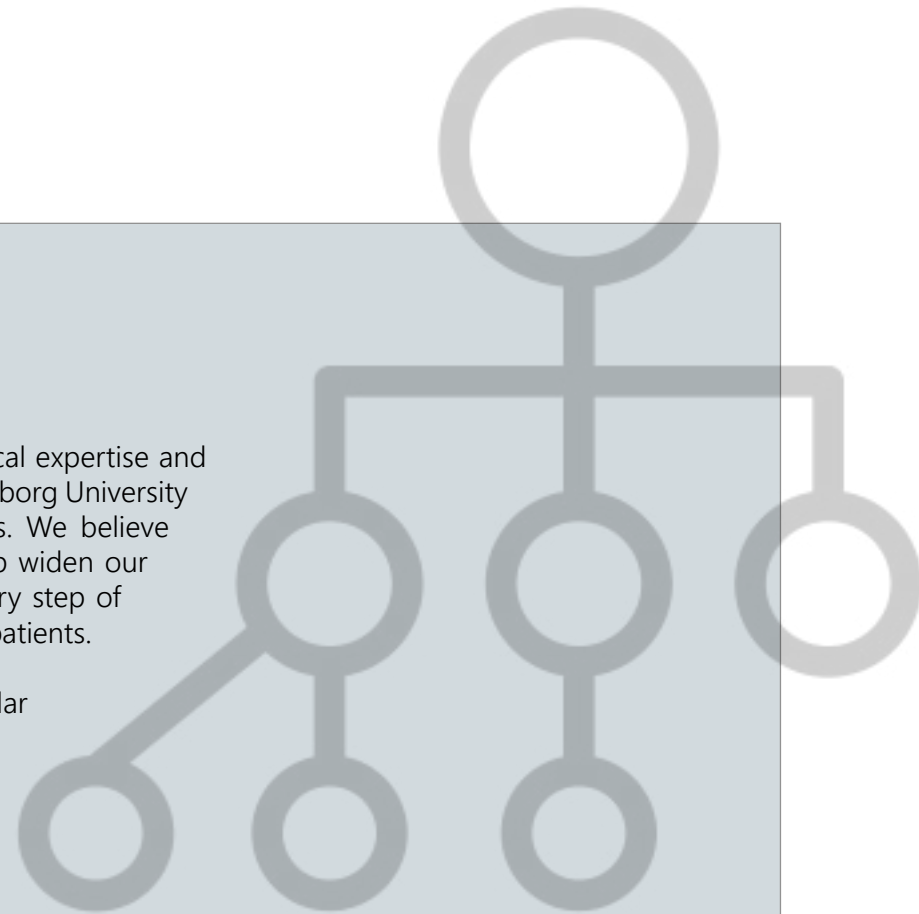 cal expertise and
borg University
s. We believe
o widen our
ry step of
patients.
lar